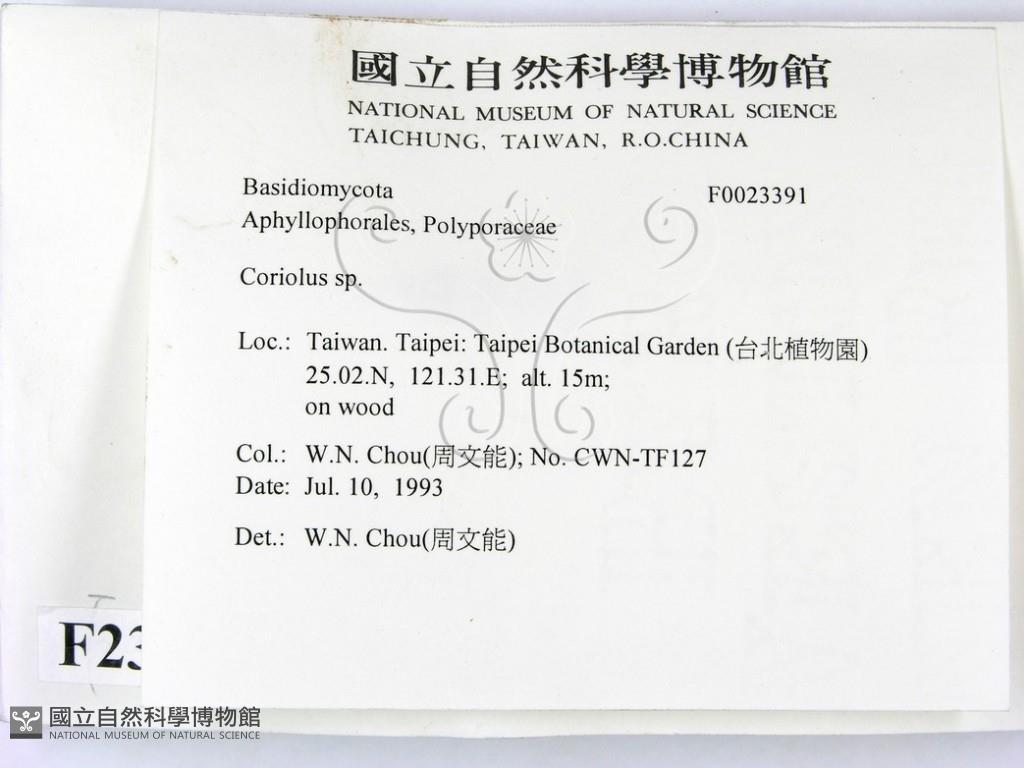 國立自然科學博物館
NATIONAL MUSEUM OF NATURAL SCIENCE
TAICHUNG, TAIWAN, R.O.CHINA
Basidiomycota F0023391
Aphyllophorales, Polyporaceae
Coriolus sp.
Loc.: Taiwan. Taipei: Taipei Botanical Garden (台北植物園)
25.02.N, 121.31.E; alt. 15m;
on wood
Col.: W.N. Chou(周文能); No. CWN-TF127
Date: Jul. 10, 1993
Det.: W.N. Chou(周文能)
F23
國立自然科學博物館
NATIONAL MUSEUM OF NATURAL SCIENCE